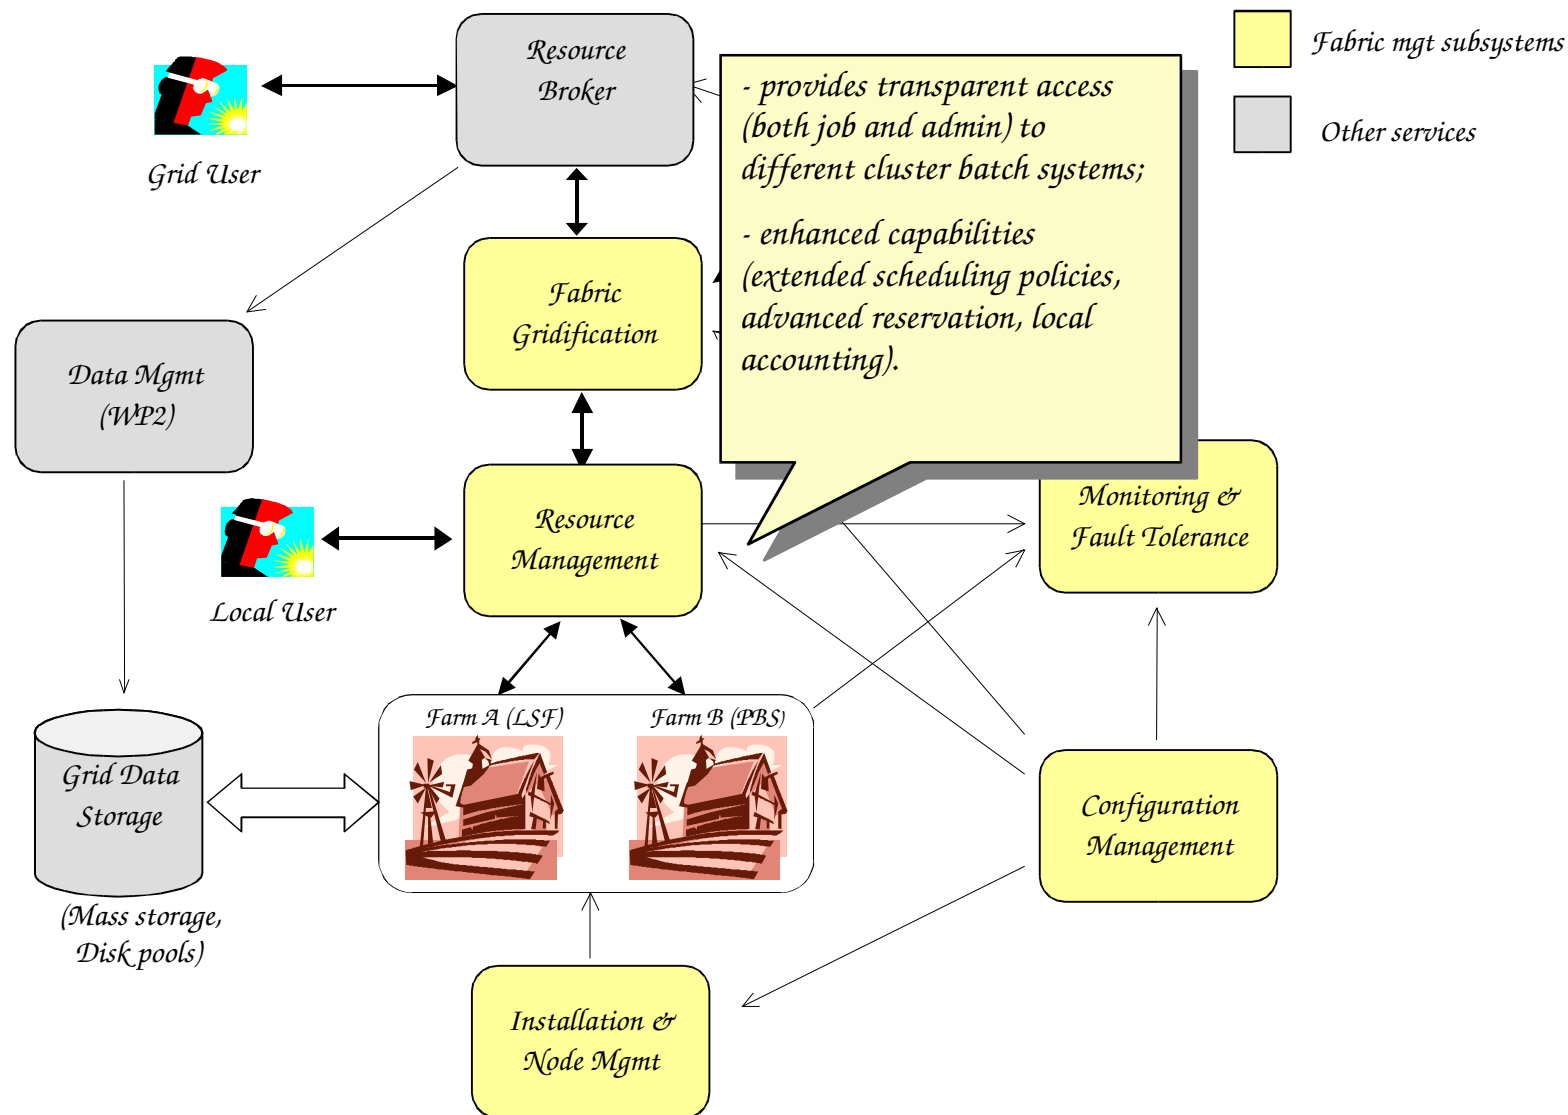 Resource
Broker
Fabric mgt subsystems
Other services
- provides transparent access
(both job and admin) to
different cluster batch systems;
- enhanced capabilities
(extended scheduling policies,
advanced reservation, local
accounting).
Grid User
Fabric
Gridification
Data Mgmt
(WP2)
Resource
Management
Monitoring &
Fault Tolerance
Local User
Farm A (LSF)
Farm B (PBS)
Grid Data
Storage
Configuration
Management
(Mass storage,
Disk pools)
Installation &
Node Mgmt